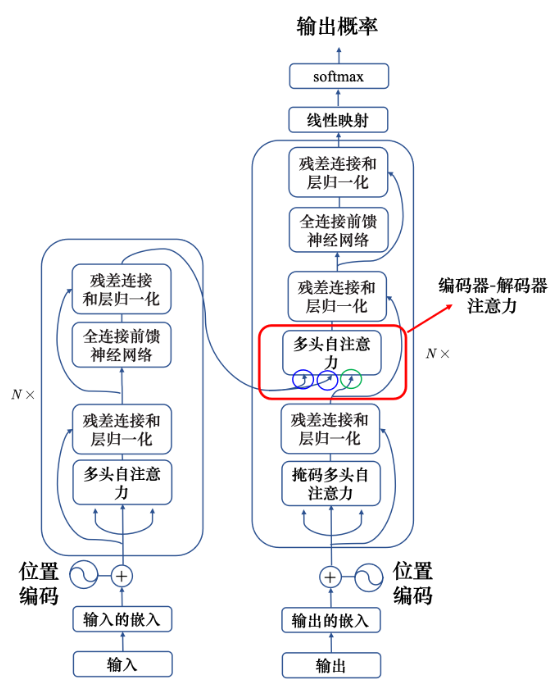 输出概率
softmax
线性映射
残差连接和
层归一化
全连接前馈
神经网络
残差连接和
层归一化
编码器-解码器
注意力
多头自注意
力
N×
残差连接和
层归一化
掩码多头自
注意力
位置
编码
输出的嵌入
输出
残差连接
和层归一化
全连接前馈
神经网络
N×
残差连接和
层归一化
多头自注意
力
位置
编码
输入的嵌入
输入